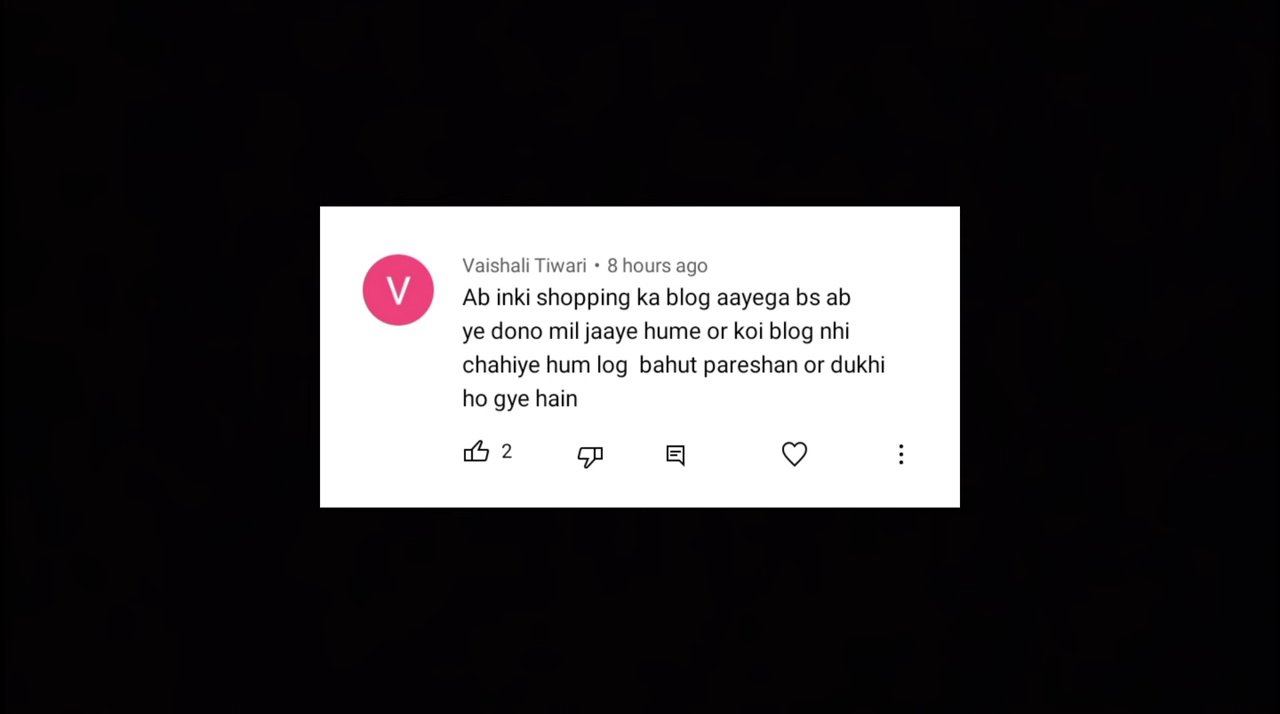 V
Vaishali Tiwari • 8 hours ago
Ab inki shopping ka blog aayega bs ab
ye dono mil jaaye hume or koi blog nhi
chahiye hum log  bahut pareshan or dukhi
ho gye hain
2